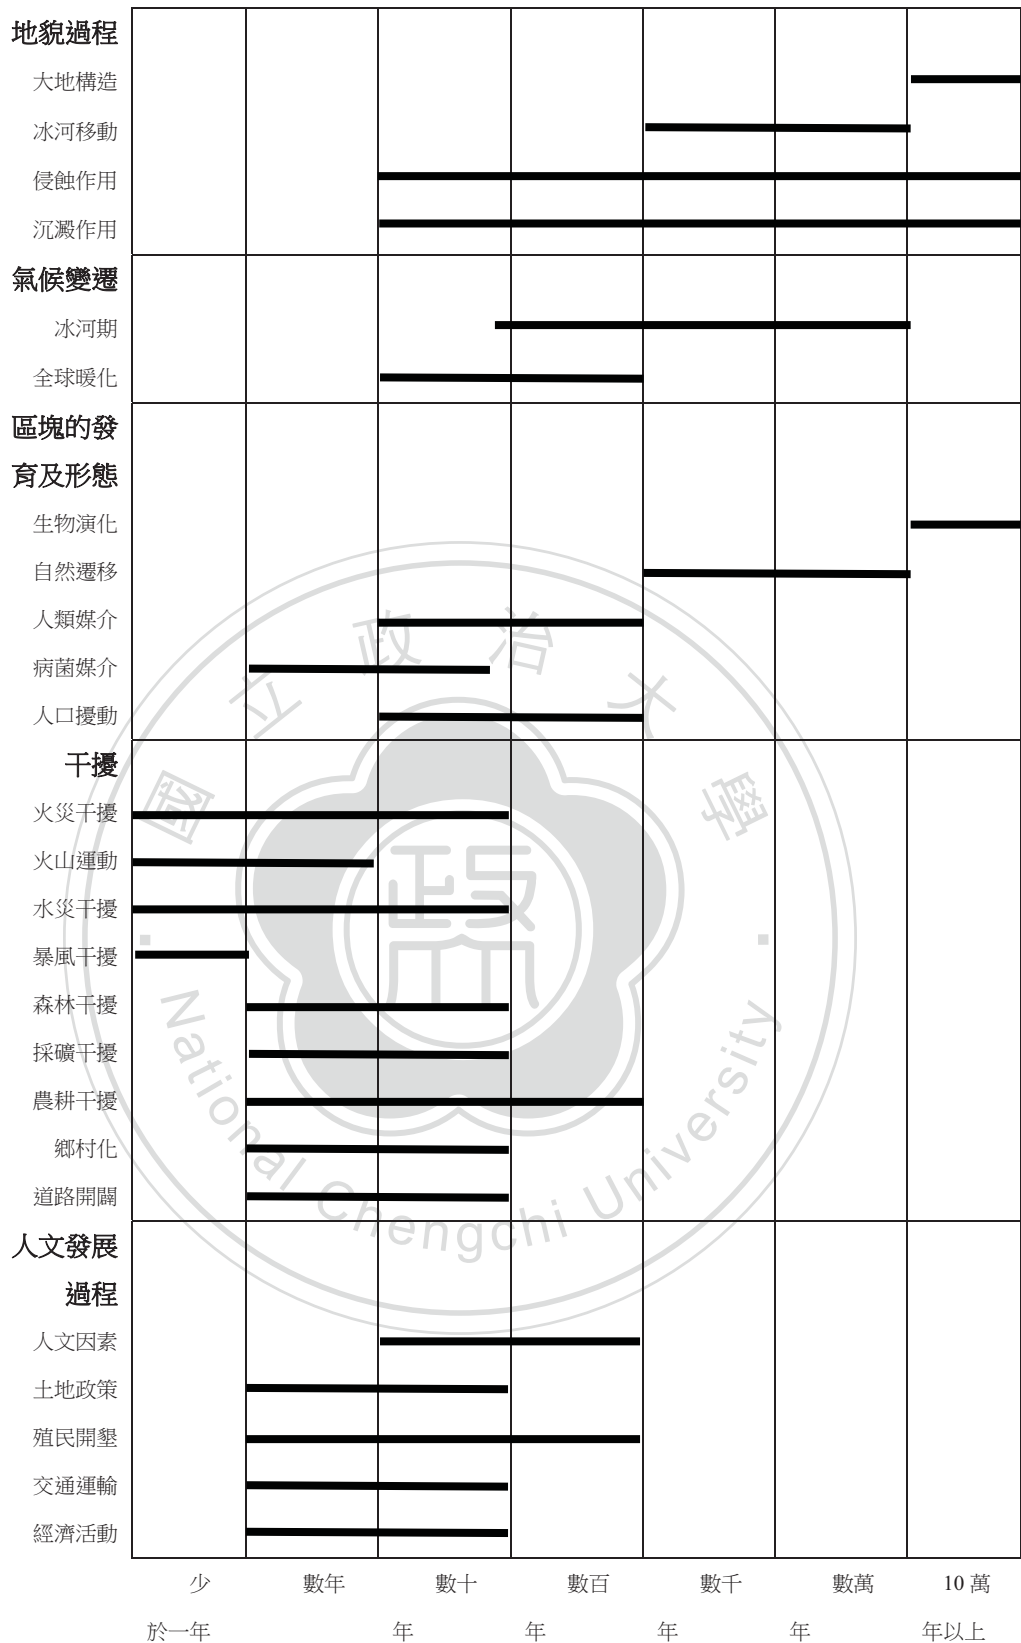 地貌過程
大地構造
冰河移動
侵蝕作用
沉澱作用
氣候變遷
冰河期
全球暖化
區塊的發
育及形態
生物演化
自然遷移
人類媒介
病菌媒介
人口擾動
干擾
火災干擾
火山運動
水災干擾
暴風干擾
森林干擾
採礦干擾
農耕干擾
鄉村化
道路開闢
人文發展
過程
人文因素
土地政策
殖民開墾
交通運輸
經濟活動
少 數年 數十 數百 數千 數萬 10 萬
於一年 年 年 年 年 年以上
國立政治大學
政
National Chengchi University